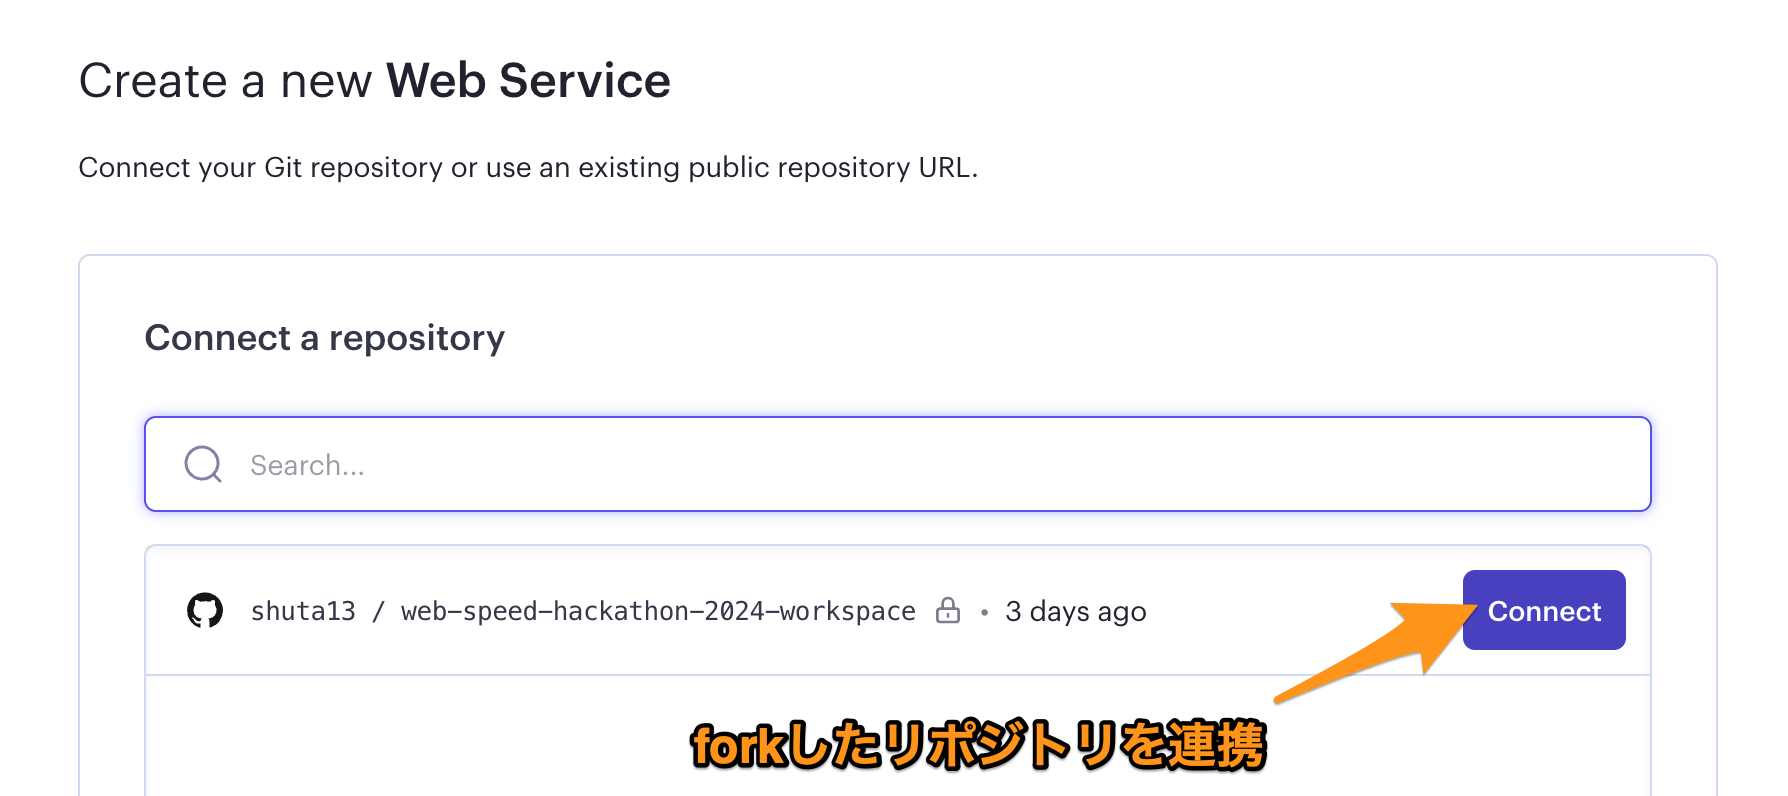 Create a new Web Service
Connect your Git repository or use an existing public repository URL.
Connect a repository
Search...
shuta13 / web-speed-hackathon-2024-workspace • 3 days ago
Connect
forkしたリポジトリを連携